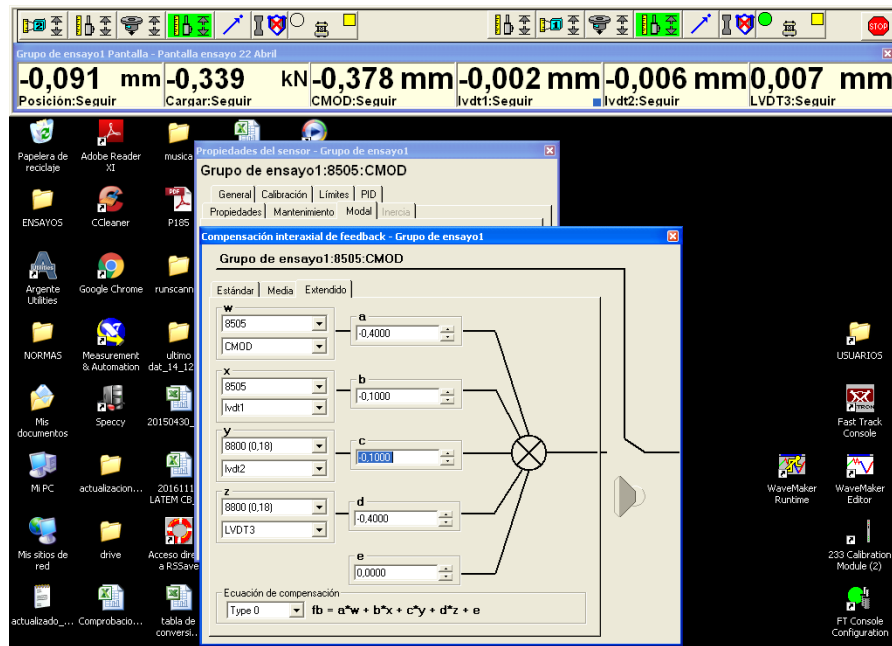 STOP
Grupo de ensayo1 Pantalla - Pantalla ensayo 22 Abril
-0,091 mm -0,339 kN -0,378 mm -0,002 mm -0,006 mm 0,007 mm
Posición:Seguir Cargar:Seguir CMOD:Seguir lvdt1:Seguir lvdt2:Seguir LVDT3:Seguir
Papelera de reciclaje
Adobe Reader XI
musica
ENSAYOS
CCleaner
PDF
P185
Argente Utilities
Google Chrome
runscann
NORMAS
Measurement & Automation
ultimo
dat_14_12
Mis documentos
Speccy
20150430_
Mi PC
actualizacion...
2016111
LATEM CB_
Mis sitios de red
drive
Acceso dire
a RSSave
actualizado_...
Comprobacio...
tabla de
conversi...
Propiedades del sensor - Grupo de ensayo1
Grupo de ensayo1:8505:CMOD
General Calibración Límites PID
Propiedades Mantenimiento Modal Inercia
Compensación interaxial de feedback - Grupo de ensayo1
Grupo de ensayo1:8505:CMOD
Estándar Media Extendido
w
8505
CMOD
a
-0,4000
x
8505
lvdt1
b
-0,1000
y
8800 (0,18)
lvdt2
c
-0,1000
z
8800 (0,18)
LVDT3
d
-0,4000
e
0,0000
Ecuación de compensación
Type 0
fb = a*w + b*x + c*y + d*z + e
USUARIOS
Fast Track Console
WaveMaker Runtime
WaveMaker Editor
233 Calibration Module (2)
FT Console Configuration